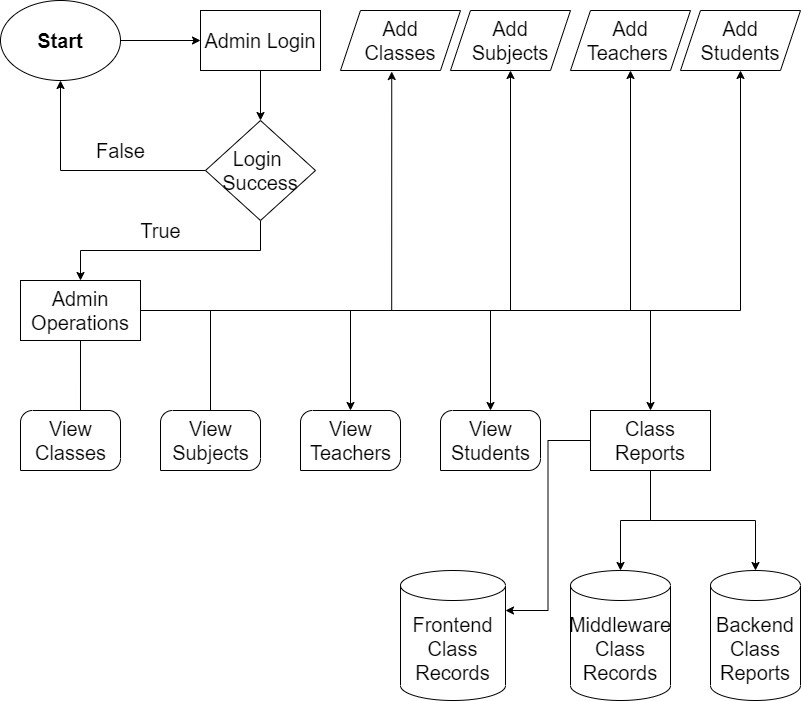 Start
Admin Login
Add
Classes
Add
Subjects
Add
Teachers
Add
Students
False
Login
Success
True
Admin
Operations
View
Classes
View
Subjects
View
Teachers
View
Students
Class
Reports
Frontend
Class
Records
Middleware
Class
Records
Backend
Class
Reports